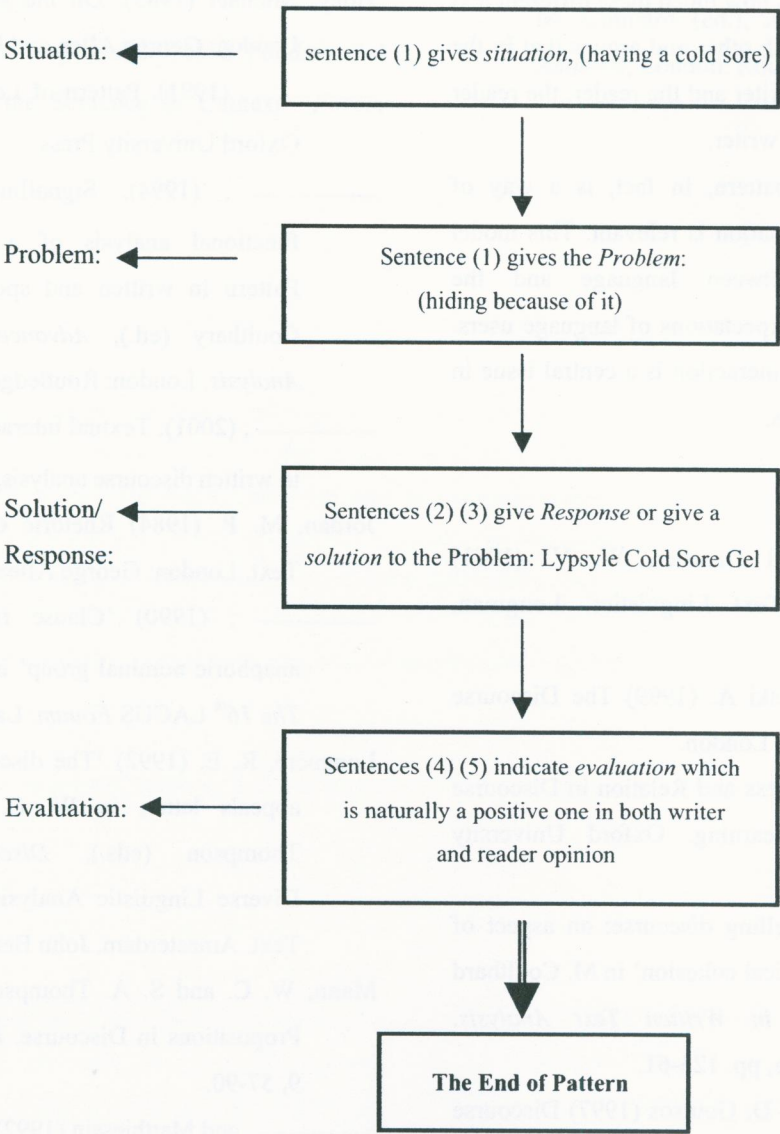 Situation:
sentence (1) gives situation, (having a cold sore)
Problem:
Sentence (1) gives the Problem:
(hiding because of it)
Solution/
Response:
Sentences (2) (3) give Response or give a
solution to the Problem: Lypsyle Cold Sore Gel
Evaluation:
Sentences (4) (5) indicate evaluation which
is naturally a positive one in both writer
and reader opinion
The End of Pattern